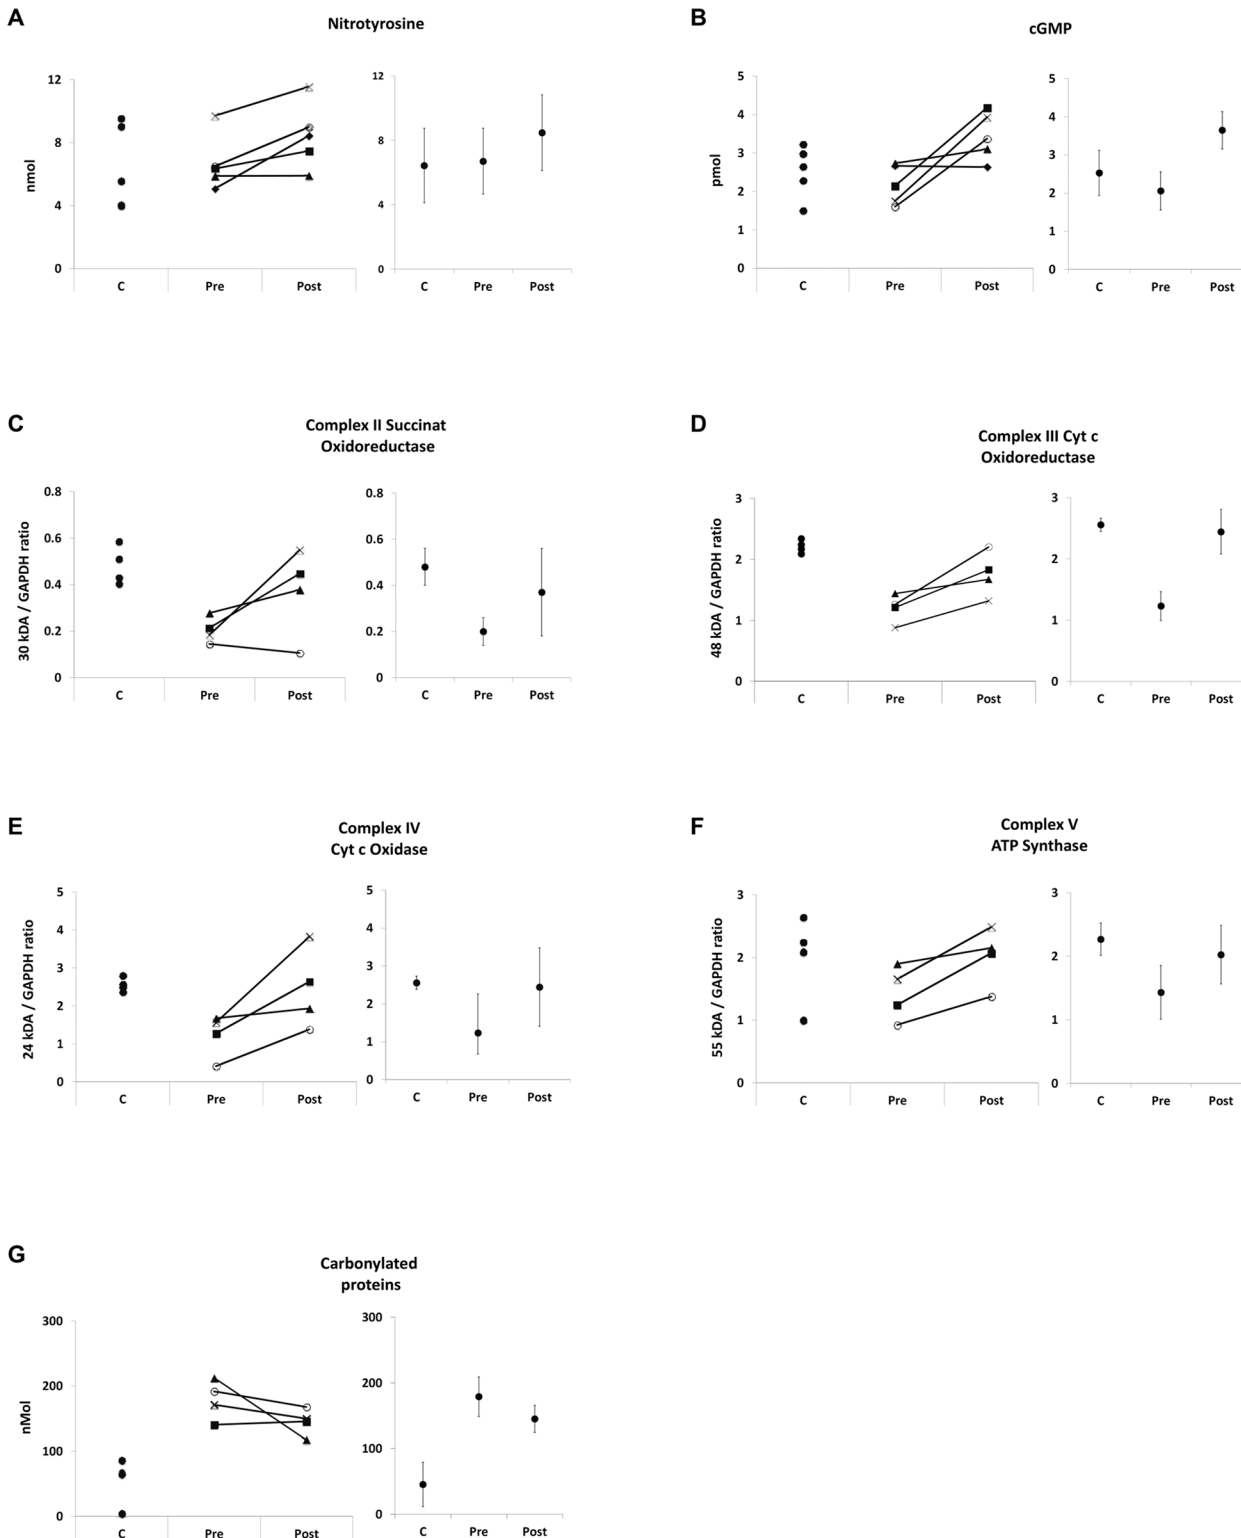 A
Nitrotyrosine
nmol
12
8
4
0
C
Pre
Post
12
8
4
0
C
Pre
Post
B
cGMP
pmol
5
4
3
2
1
0
C
Pre
Post
5
4
3
2
1
0
C
Pre
Post
C
Complex II Succinat
Oxidoreductase
30 kDA / GAPDH ratio
0.8
0.6
0.4
0.2
0
C
Pre
Post
0.8
0.6
0.4
0.2
0
C
Pre
Post
D
Complex III Cyt c
Oxidoreductase
48 kDA / GAPDH ratio
3
2
1
0
C
Pre
Post
3
2
1
0
C
Pre
Post
E
Complex IV
Cyt c Oxidase
24 kDA / GAPDH ratio
5
4
3
2
1
0
C
Pre
Post
5
4
3
2
1
0
C
Pre
Post
F
Complex V
ATP Synthase
55 kDA / GAPDH ratio
3
2
1
0
C
Pre
Post
3
2
1
0
C
Pre
Post
G
Carbonylated
proteins
nMol
300
200
100
0
C
Pre
Post
300
200
100
0
C
Pre
Post